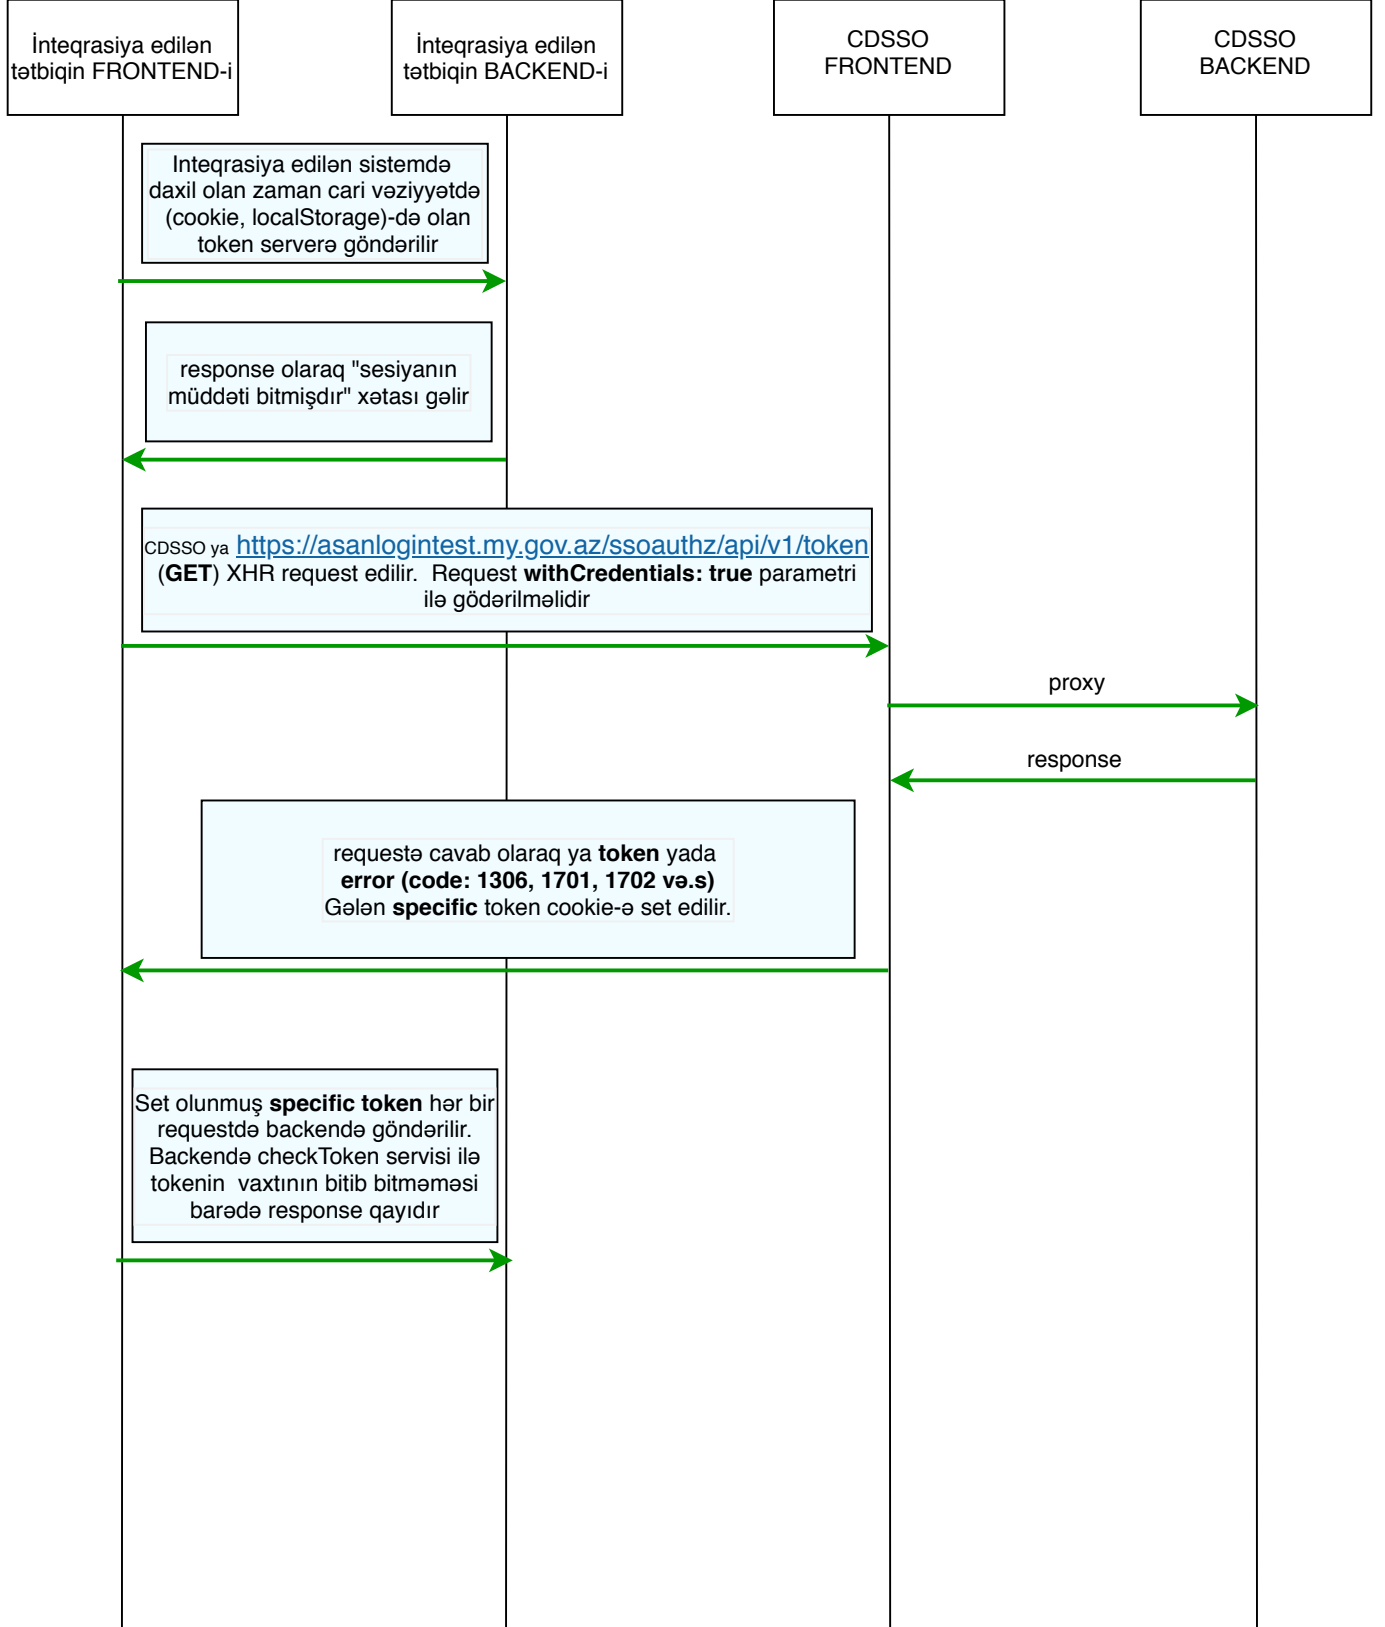 İnteqrasiya edilən
tətbiqin FRONTEND-i
İnteqrasiya edilən
tətbiqin BACKEND-i
CDSSO
FRONTEND
CDSSO
BACKEND
Inteqrasiya edilən sistemdə
daxil olan zaman cari vəziyyətdə
(cookie, localStorage)-də olan
token serverə göndərilir
response olaraq "sesiyanın
müddəti bitmişdır" xətası gəlir
CDSSO ya https://asanlogintest.my.gov.az/ssoauthz/api/v1/token
(GET) XHR request edilir. Request withCredentials: true parametri
ilə gödərilməlidir
proxy
response
requestə cavab olaraq ya token yada
error (code: 1306, 1701, 1702 və.s)
Gələn specific token cookie-ə set edilir.
Set olunmuş specific token hər bir
requestdə backendə göndərilir.
Backendə checkToken servisi ilə
tokenin vaxtının bitib bitməməsi
barədə response qayıdır